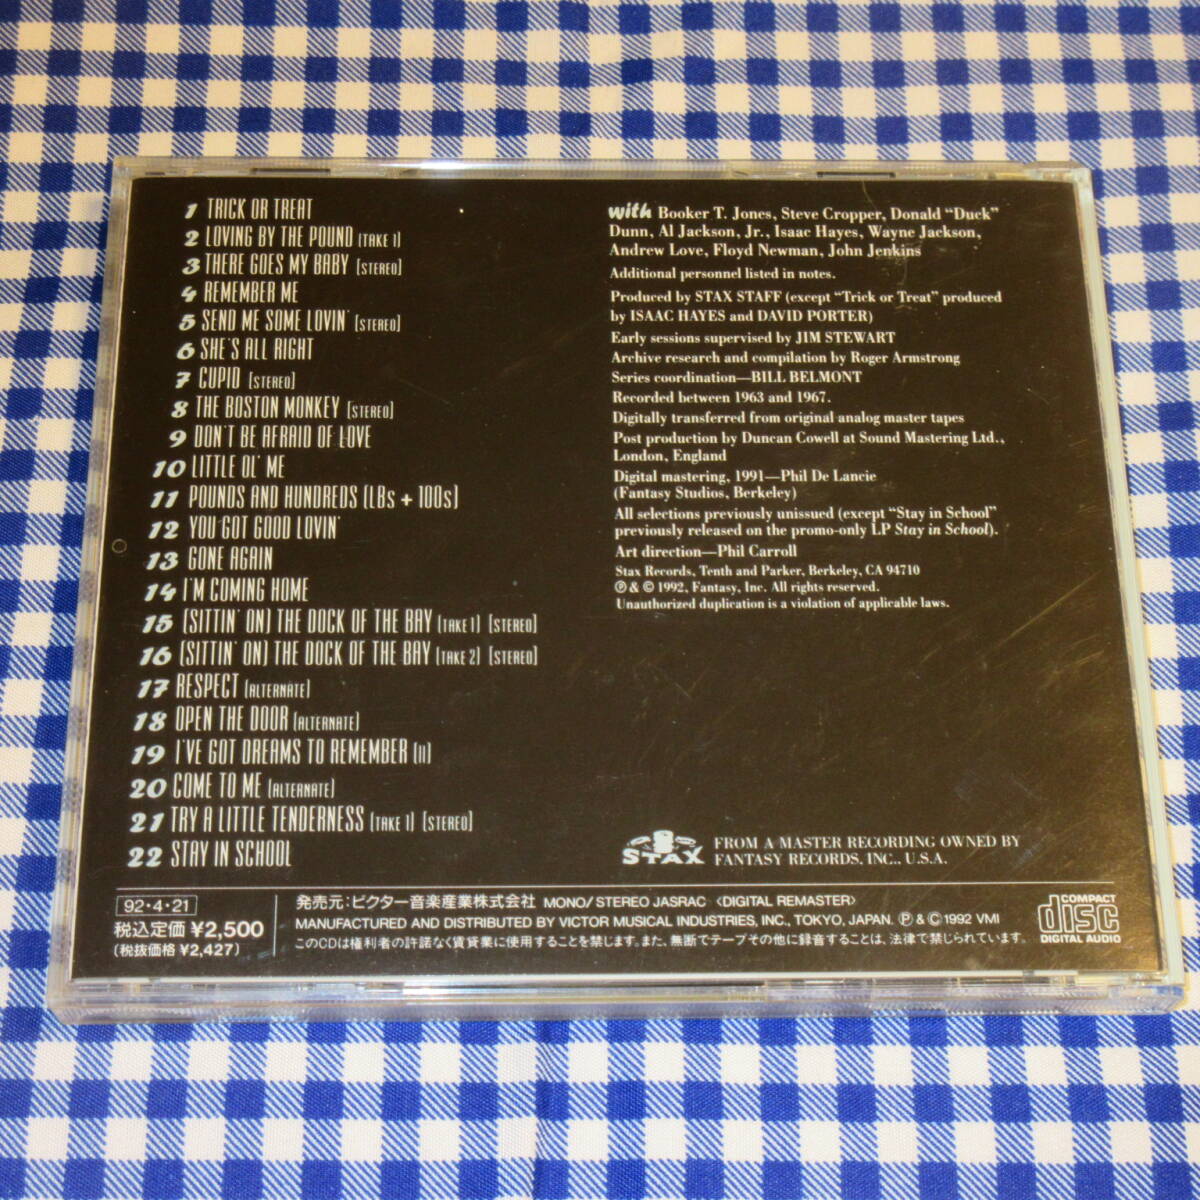 1 TRICK OR TREAT
2 LOVING BY THE POUND [TAKE 1]
3 THERE GOES MY BABY [STEREO]
4 REMEMBER ME
5 SEND ME SOME LOVIN' [STEREO]
6 SHE'S ALL RIGHT
7 CUPID [STEREO]
8 THE BOSTON MONKEY [STEREO]
9 DON'T BE AFRAID OF LOVE
10 LITTLE OL' ME
11 POUNDS AND HUNDREDS (LBs + 100s)
12 YOU GOT GOOD LOVIN'
13 GONE AGAIN
14 I'M COMING HOME
15 (SITTIN' ON) THE DOCK OF THE BAY [TAKE 1] [STEREO]
16 (SITTIN' ON) THE DOCK OF THE BAY [TAKE 2] [STEREO]
17 RESPECT [ALTERNATE]
18 OPEN THE DOOR [ALTERNATE]
19 I'VE GOT DREAMS TO REMEMBER [II]
20 COME TO ME [ALTERNATE]
21 TRY A LITTLE TENDERNESS [TAKE 1] [STEREO]
22 STAY IN SCHOOL
with Booker T. Jones, Steve Cropper, Donald "Duck"
Dunn, Al Jackson, Jr., Isaac Hayes, Wayne Jackson,
Andrew Love, Floyd Newman, John Jenkins
Additional personnel listed in notes.
Produced by STAX STAFF (except "Trick or Treat" produced
by ISAAC HAYES and DAVID PORTER)
Early sessions supervised by JIM STEWART
Archive research and compilation by Roger Armstrong
Series coordination—BILL BELMONT
Recorded between 1963 and 1967.
Digitally transferred from original analog master tapes
Post production by Duncan Cowell at Sound Mastering Ltd.,
London, England
Digital mastering, 1991—Phil De Lancie
(Fantasy Studios, Berkeley)
All selections previously unissued (except "Stay in School"
previously released on the promo-only LP Stay in School).
Art direction—Phil Carroll
Stax Records, Tenth and Parker, Berkeley, CA 94710
℗ & © 1992, Fantasy, Inc. All rights reserved.
Unauthorized duplication is a violation of applicable laws.
STAX
FROM A MASTER RECORDING OWNED BY
FANTASY RECORDS, INC., U.S.A.
92・4・21
税込定価 ¥2,500
(税抜価格 ¥2,427)
発売元:ビクター音楽産業株式会社 MONO/STEREO JASRAC 〈DIGITAL REMASTER〉
MANUFACTURED AND DISTRIBUTED BY VICTOR MUSICAL INDUSTRIES, INC., TOKYO, JAPAN. ℗ & © 1992 VMI
このCDは権利者の許諾なく賃貸業に使用することを禁じます。また、無断でテープその他に録音することは、法律で禁じられています。
COMPACT
disc
DIGITAL AUDIO